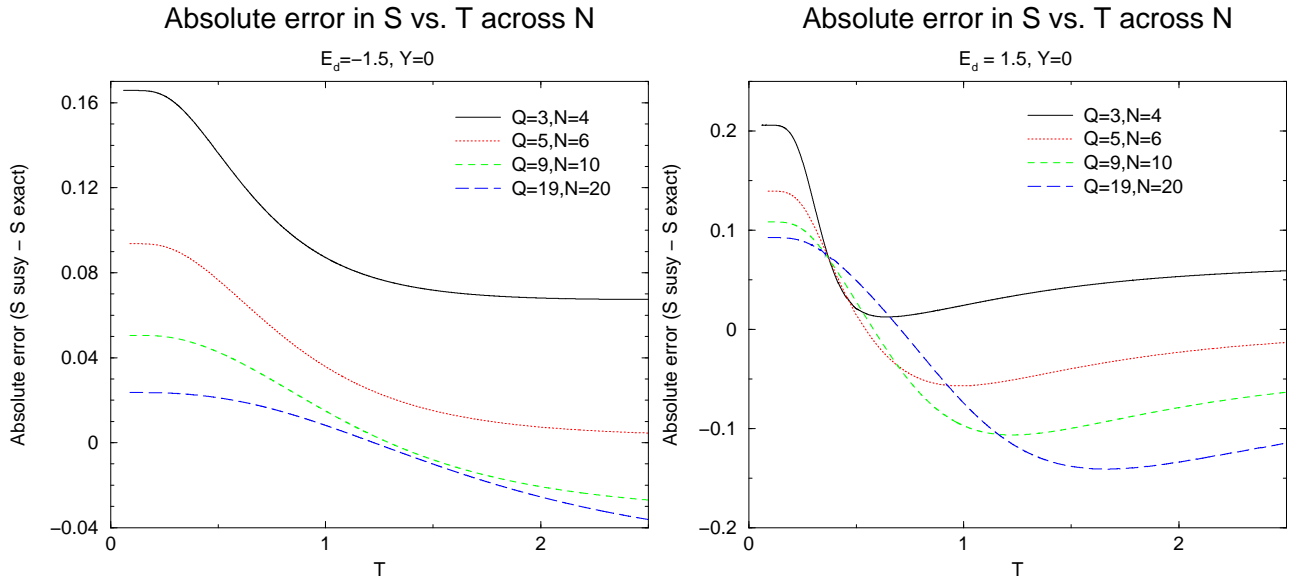 Absolute error in S vs. T across N
E_d=−1.5, Y=0
Absolute error (S susy − S exact)
0.16
0.12
0.08
0.04
0
−0.04
Q=3,N=4
Q=5,N=6
Q=9,N=10
Q=19,N=20
0 1 2
T
Absolute error in S vs. T across N
E_d = 1.5, Y=0
Absolute error (S susy − S exact)
0.2
0.1
0
−0.1
−0.2
Q=3,N=4
Q=5,N=6
Q=9,N=10
Q=19,N=20
0 1 2
T